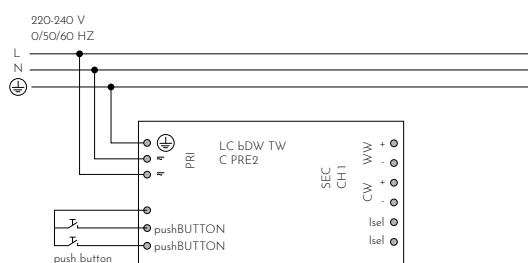 220-240 V
0/50/60 HZ
L
N
LC bDW TW
C PRE2
PRI
SEC
CH 1
WW
+
-
CW
+
-
Isel
Isel
pushBUTTON
pushBUTTON
push button